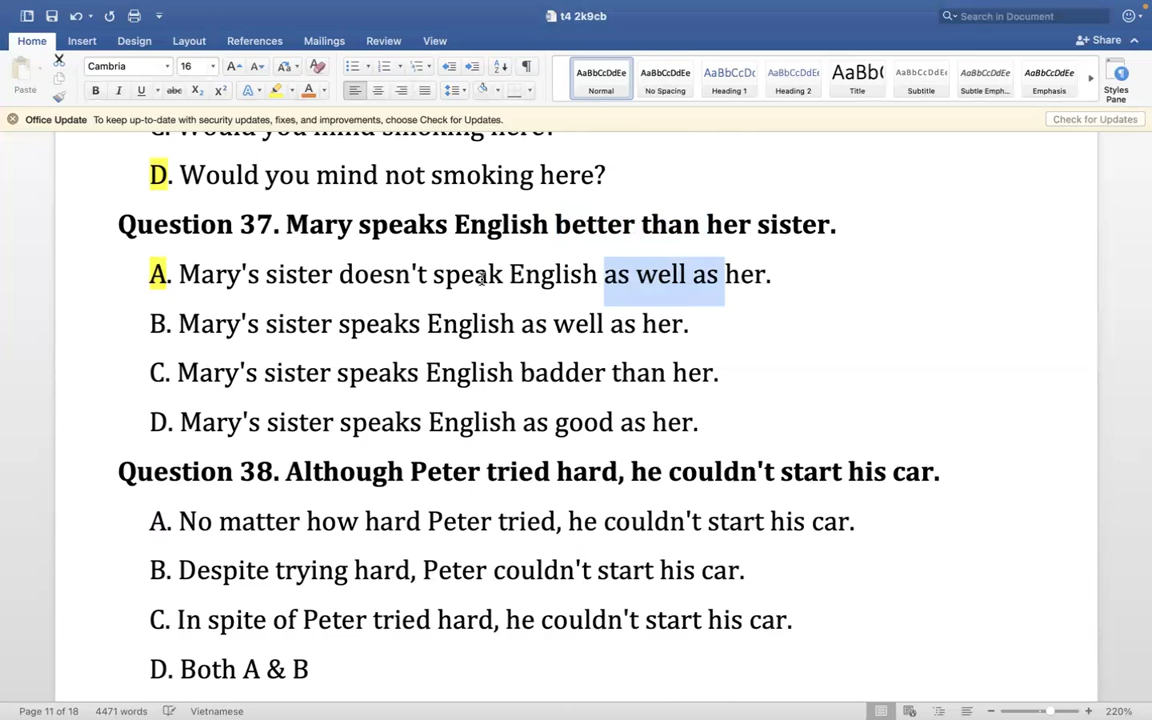 t4 2k9cb
Search in Document
Home Insert Design Layout References Mailings Review View
Share
Paste
Cambria 16
AaBbCcDdEe AaBbCcDdEe AaBbCcDc AaBbCcDdEe AaBb( AaBbCcDdEe AaBbCcDdEe AaBbCcDdEe
Normal No Spacing Heading 1 Heading 2 Title Subtitle Subtle Emph... Emphasis
Styles
Pane
Office Update To keep up-to-date with security updates, fixes, and improvements, choose Check for Updates.
Check for Updates
C. Would you mind smoking here?
D. Would you mind not smoking here?
Question 37. Mary speaks English better than her sister.
A. Mary's sister doesn't speak English as well as her.
B. Mary's sister speaks English as well as her.
C. Mary's sister speaks English badder than her.
D. Mary's sister speaks English as good as her.
Question 38. Although Peter tried hard, he couldn't start his car.
A. No matter how hard Peter tried, he couldn't start his car.
B. Despite trying hard, Peter couldn't start his car.
C. In spite of Peter tried hard, he couldn't start his car.
D. Both A & B
Page 11 of 18 4471 words Vietnamese 220%